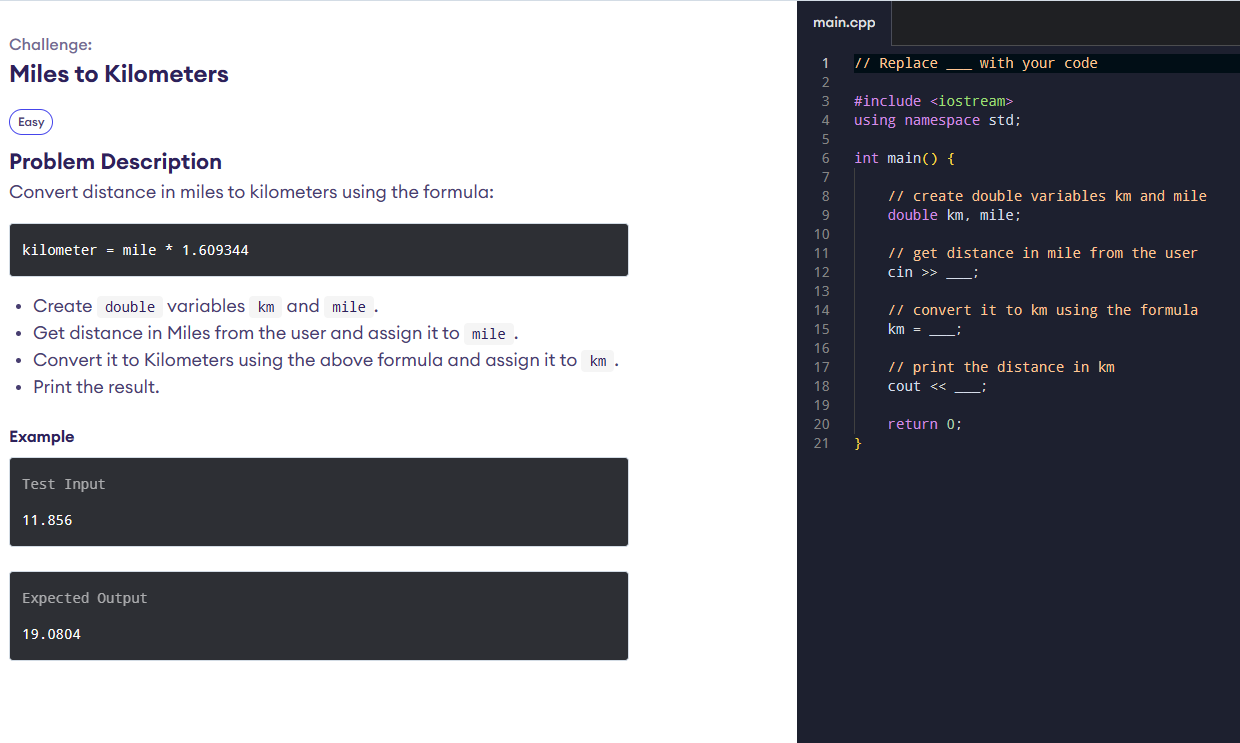 Challenge:
Miles to Kilometers
Easy
Problem Description
Convert distance in miles to kilometers using the formula:
kilometer = mile * 1.609344
• Create double variables km and mile .
• Get distance in Miles from the user and assign it to mile .
• Convert it to Kilometers using the above formula and assign it to km .
• Print the result.
Example
Test Input
11.856
Expected Output
19.0804
main.cpp
1 // Replace ___ with your code
2
3 #include <iostream>
4 using namespace std;
5
6 int main() {
7
8 // create double variables km and mile
9 double km, mile;
10
11 // get distance in mile from the user
12 cin >> ___;
13
14 // convert it to km using the formula
15 km = ___;
16
17 // print the distance in km
18 cout << ___;
19
20 return 0;
21 }